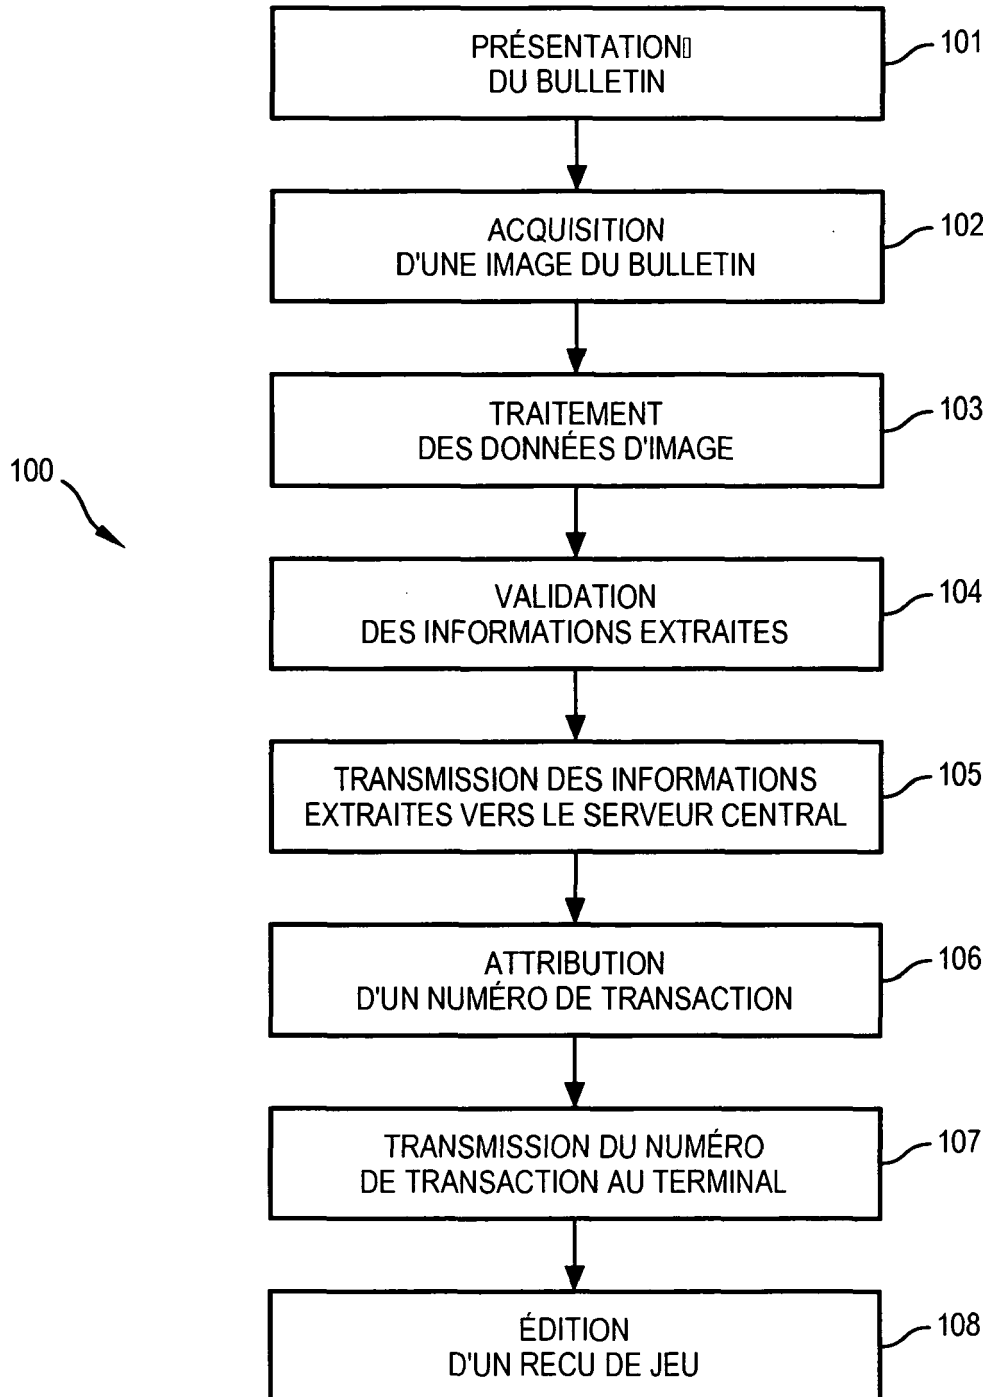 PRÉSENTATION
DU BULLETIN
101
ACQUISITION
D'UNE IMAGE DU BULLETIN
102
TRAITEMENT
DES DONNÉES D'IMAGE
103
100
VALIDATION
DES INFORMATIONS EXTRAITES
104
TRANSMISSION DES INFORMATIONS
EXTRAITES VERS LE SERVEUR CENTRAL
105
ATTRIBUTION
D'UN NUMÉRO DE TRANSACTION
106
TRANSMISSION DU NUMÉRO
DE TRANSACTION AU TERMINAL
107
ÉDITION
D'UN RECU DE JEU
108